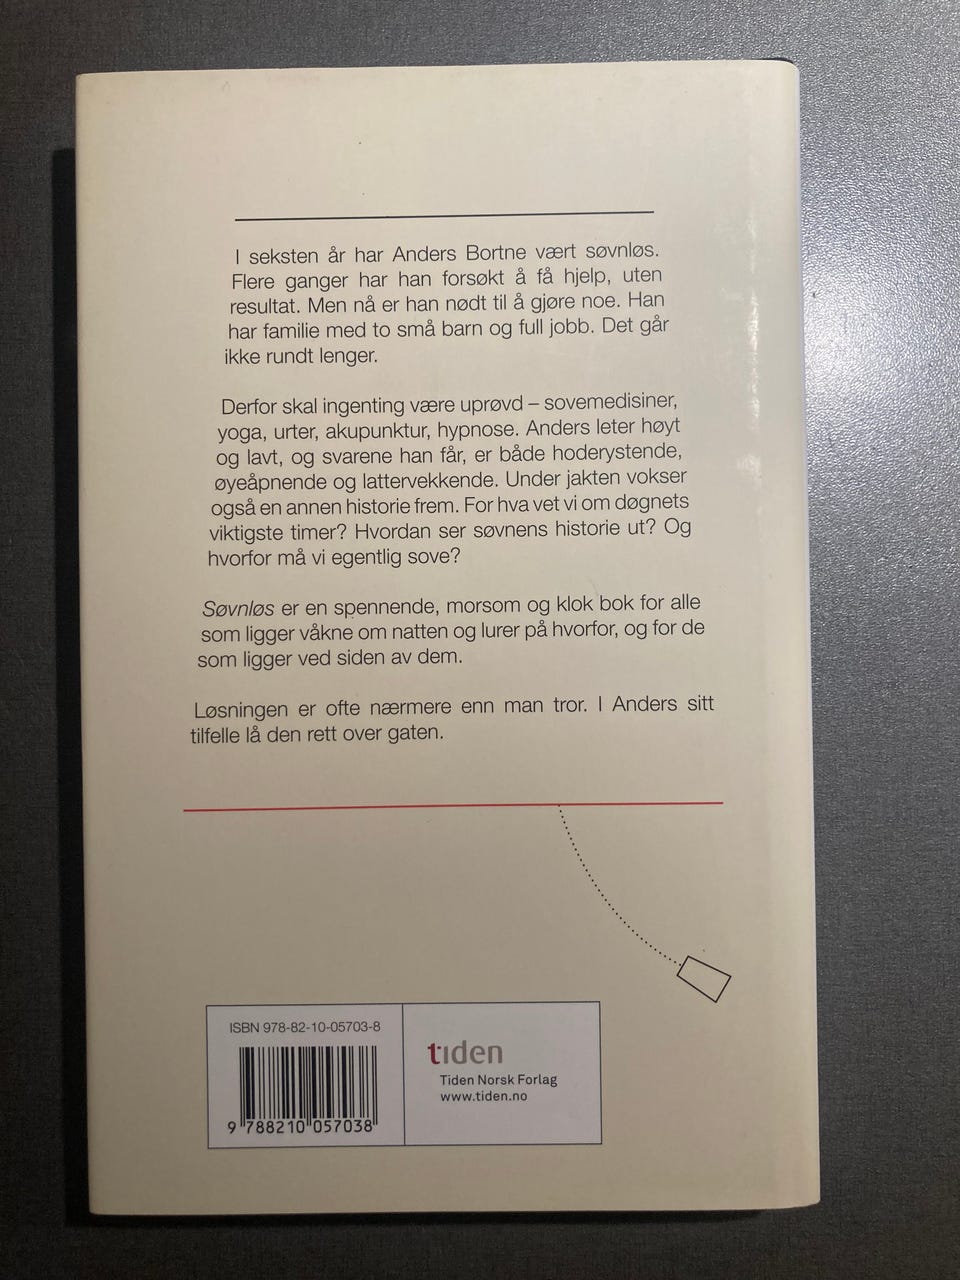 I seksten år har Anders Bortne vært søvnløs.
Flere ganger har han forsøkt å få hjelp, uten
resultat. Men nå er han nødt til å gjøre noe. Han
har familie med to små barn og full jobb. Det går
ikke rundt lenger.
Derfor skal ingenting være uprøvd – sovemedisiner,
yoga, urter, akupunktur, hypnose. Anders leter høyt
og lavt, og svarene han får, er både hoderystende,
øyeåpnende og lattervekkende. Under jakten vokser
også en annen historie frem. For hva vet vi om døgnets
viktigste timer? Hvordan ser søvnens historie ut? Og
hvorfor må vi egentlig sove?
Søvnløs er en spennende, morsom og klok bok for alle
som ligger våkne om natten og lurer på hvorfor, og for de
som ligger ved siden av dem.
Løsningen er ofte nærmere enn man tror. I Anders sitt
tilfelle lå den rett over gaten.
ISBN 978-82-10-05703-8
9 788210 057038
tiden
Tiden Norsk Forlag
www.tiden.no